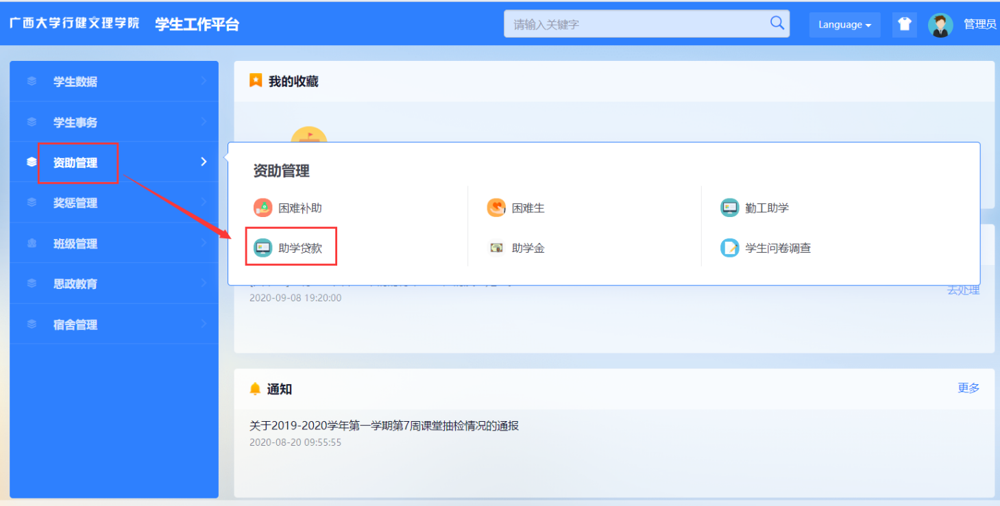 广西大学行健文理学院 学生工作平台
请输入关键字
Language
管理员
学生数据
学生事务
资助管理
奖惩管理
班级管理
思政教育
宿舍管理
我的收藏
资助管理
困难补助 困难生 勤工助学
助学贷款 助学金 学生问卷调查
2020-09-08 19:20:00
去处理
通知
更多
关于2019-2020学年第一学期第7周课堂抽检情况的通报
2020-08-20 09:55:55